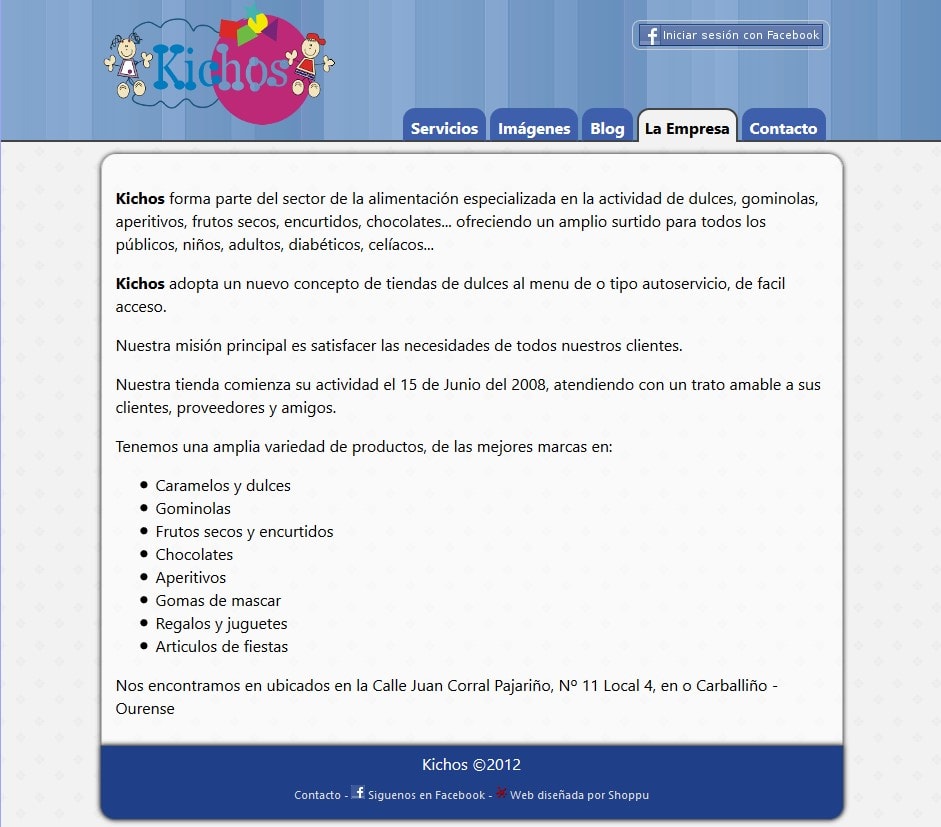 Kichos
Iniciar sesión con Facebook
Servicios
Imágenes
Blog
La Empresa
Contacto
Kichos forma parte del sector de la alimentación especializada en la actividad de dulces, gominolas,
aperitivos, frutos secos, encurtidos, chocolates... ofreciendo un amplio surtido para todos los
públicos, niños, adultos, diabéticos, celíacos...
Kichos adopta un nuevo concepto de tiendas de dulces al menu de o tipo autoservicio, de facil
acceso.
Nuestra misión principal es satisfacer las necesidades de todos nuestros clientes.
Nuestra tienda comienza su actividad el 15 de Junio del 2008, atendiendo con un trato amable a sus
clientes, proveedores y amigos.
Tenemos una amplia variedad de productos, de las mejores marcas en:
Caramelos y dulces
Gominolas
Frutos secos y encurtidos
Chocolates
Aperitivos
Gomas de mascar
Regalos y juguetes
Articulos de fiestas
Nos encontramos en ubicados en la Calle Juan Corral Pajariño, Nº 11 Local 4, en o Carballiño -
Ourense
Kichos ©2012
Contacto - Siguenos en Facebook - Web diseñada por Shoppu